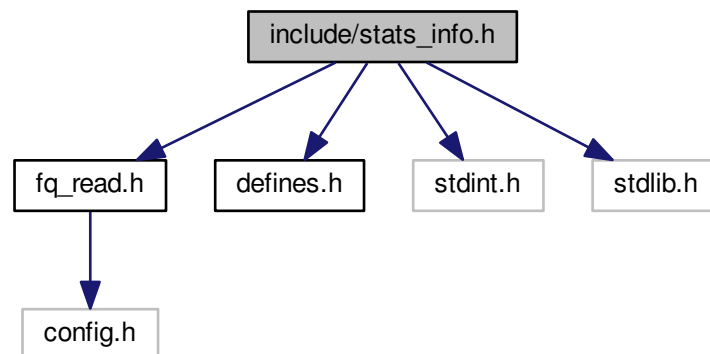 include/stats_info.h
fq_read.h
defines.h
stdint.h
stdlib.h
config.h